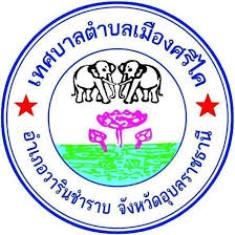 เทศบาลตำบลเมืองศรีไค
อำเภอวารินชำราบ จังหวัดอุบลราชธานี